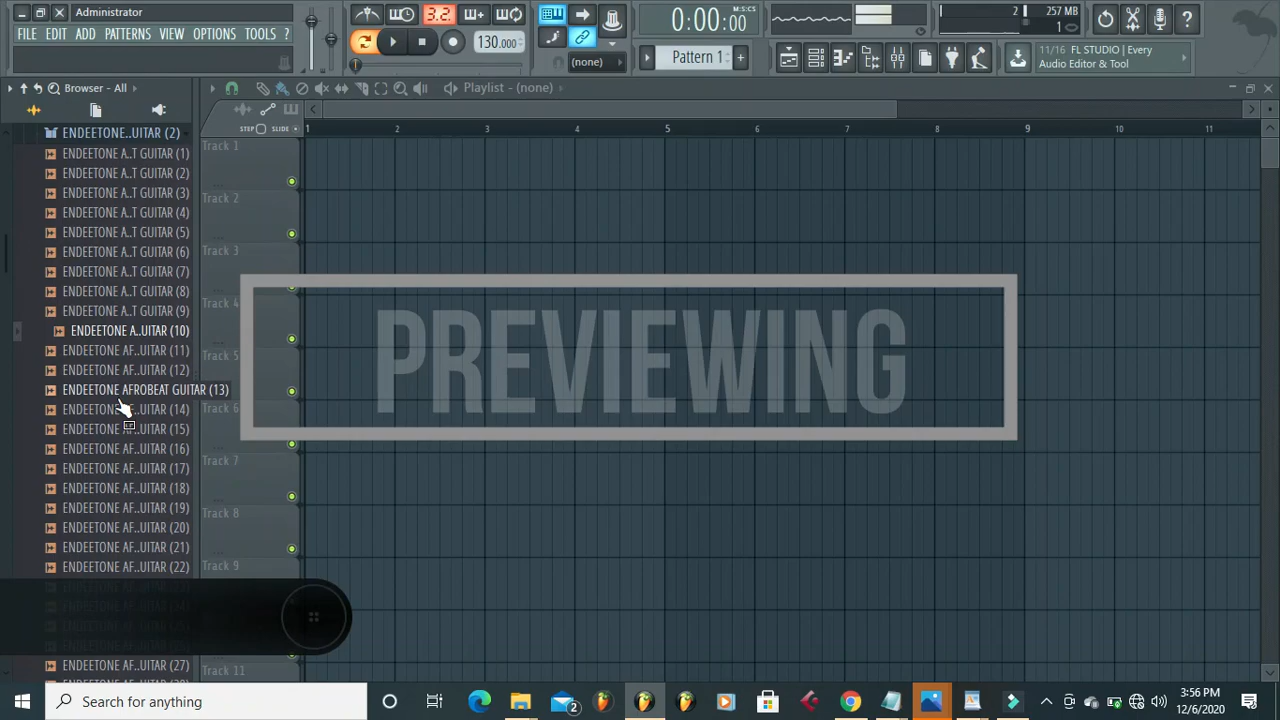 Administrator
FILE EDIT ADD PATTERNS VIEW OPTIONS TOOLS ?
3.2
130.000
0:00:00
2
257 MB
1
(none)
Pattern 1
11/16 FL STUDIO | Every
Audio Editor & Tool
Browser - All
Playlist - (none)
STEP SLIDE
1 2 3 4 5 6 7 8 9 10 11
ENDEETONE..UITAR (2)
ENDEETONE A..T GUITAR (1)
ENDEETONE A..T GUITAR (2)
ENDEETONE A..T GUITAR (3)
ENDEETONE A..T GUITAR (4)
ENDEETONE A..T GUITAR (5)
ENDEETONE A..T GUITAR (6)
ENDEETONE A..T GUITAR (7)
ENDEETONE A..T GUITAR (8)
ENDEETONE A..T GUITAR (9)
ENDEETONE A..UITAR (10)
ENDEETONE AF..UITAR (11)
ENDEETONE AF..UITAR (12)
ENDEETONE AFROBEAT GUITAR (13)
ENDEETONE AF..UITAR (14)
ENDEETONE AF..UITAR (15)
ENDEETONE AF..UITAR (16)
ENDEETONE AF..UITAR (17)
ENDEETONE AF..UITAR (18)
ENDEETONE AF..UITAR (19)
ENDEETONE AF..UITAR (20)
ENDEETONE AF..UITAR (21)
ENDEETONE AF..UITAR (22)
ENDEETONE AF..UITAR (27)
Track 1
Track 2
Track 3
Track 4
Track 5
Track 6
Track 7
Track 8
Track 9
Track 11
PREVIEWING
Search for anything
2
3:56 PM
12/6/2020